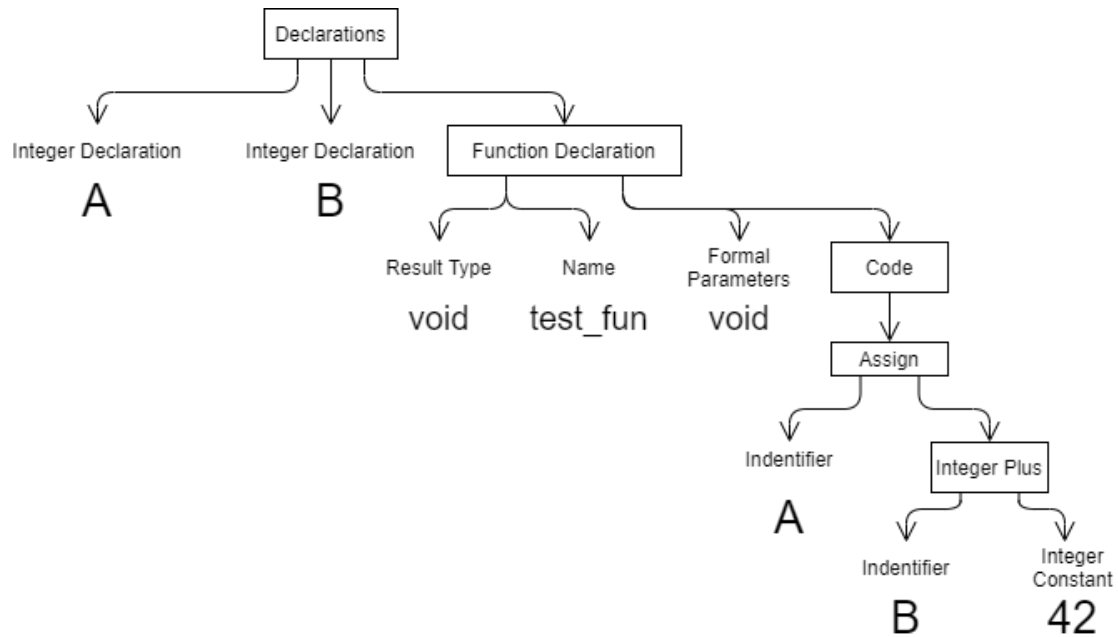 Declarations
Integer Declaration
Integer Declaration
Function Declaration
A
B
Result Type
Name
Formal
Parameters
Code
void
test_fun
void
Assign
Indentifier
Integer Plus
A
Indentifier
Integer
Constant
B
42